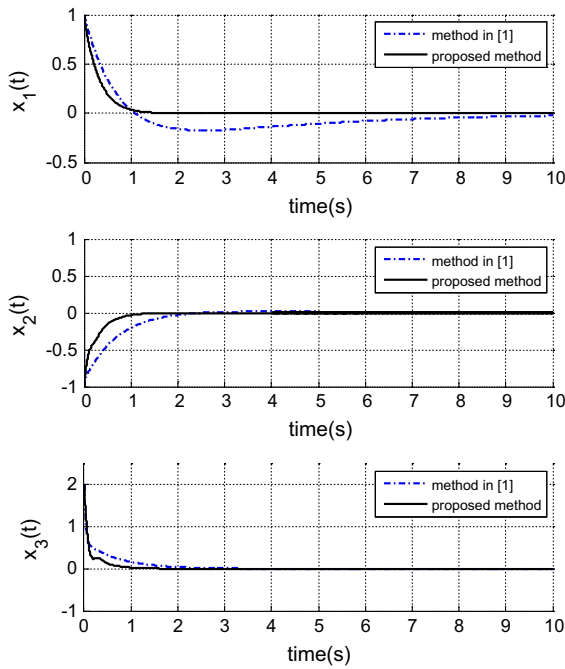 1
0.5
0
-0.5
x_1(t)
method in [1]
proposed method
0 1 2 3 4 5 6 7 8 9 10
time(s)
1
0.5
0
-0.5
-1
x_2(t)
method in [1]
proposed method
0 1 2 3 4 5 6 7 8 9 10
time(s)
2
1
0
-1
x_3(t)
method in [1]
proposed method
0 1 2 3 4 5 6 7 8 9 10
time(s)